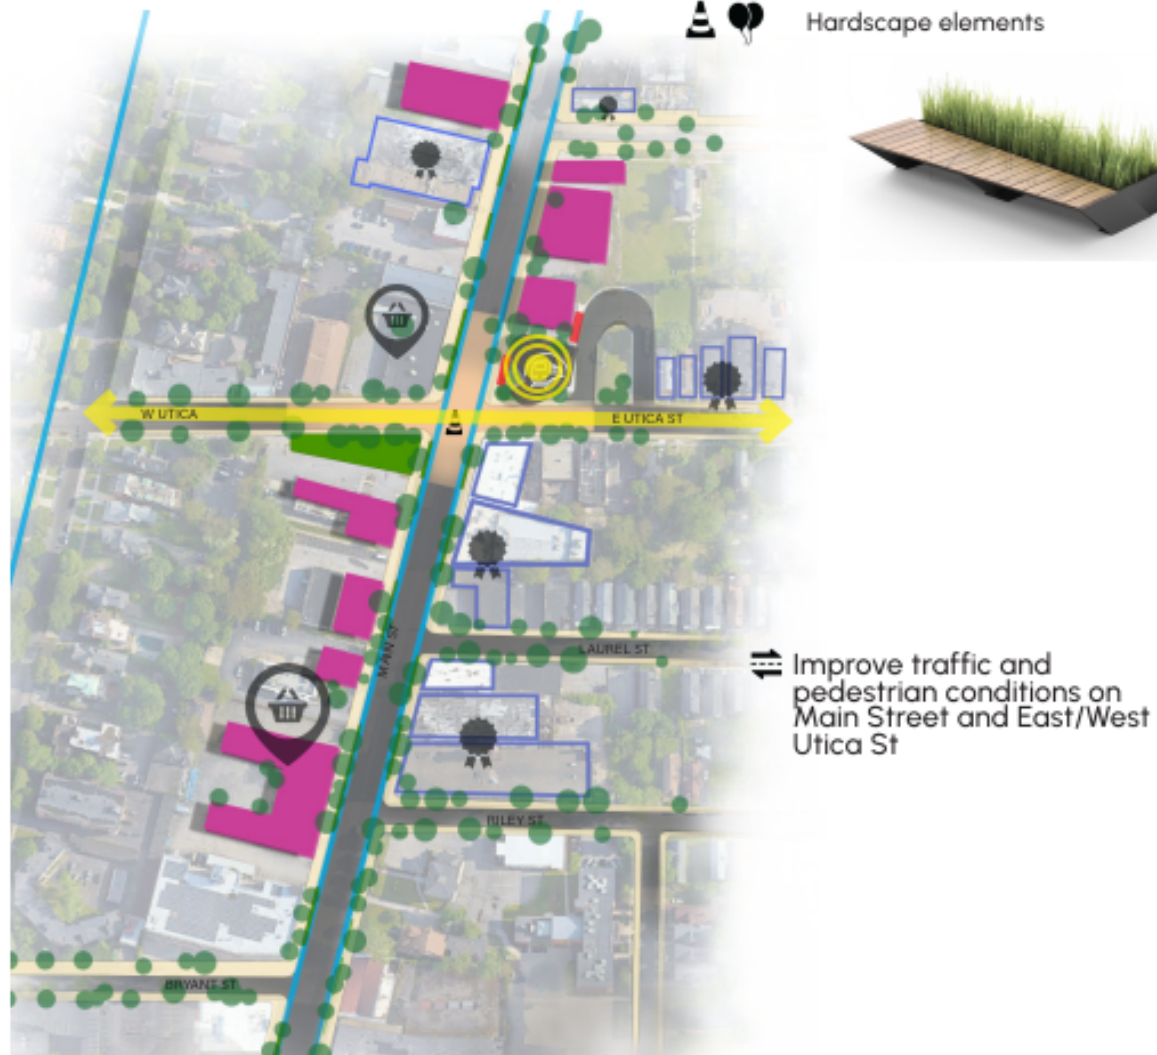 Hardscape elements
W UTICA
E UTICA ST
MAIN ST
LAUREL ST
Improve traffic and
pedestrian conditions on
Main Street and East/West
Utica St
RILEY ST
BRYANT ST